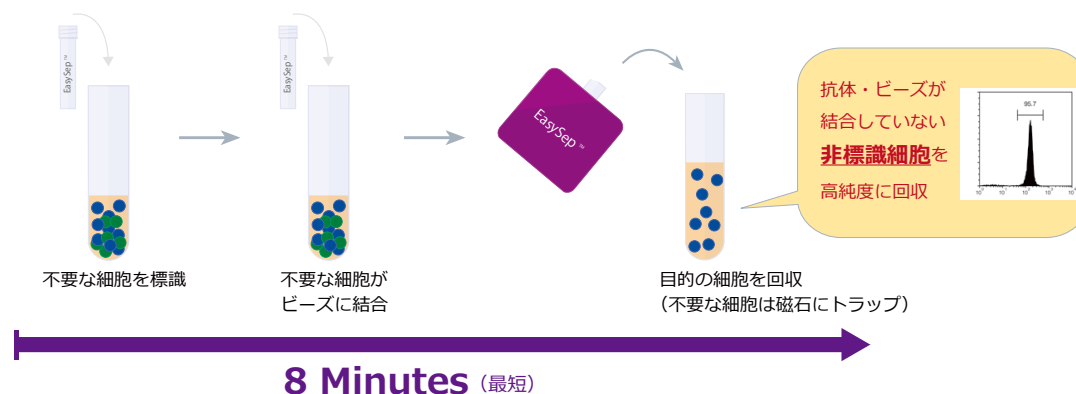 EasySep™
EasySep™
EasySep™
抗体・ビーズが
結合していない
非標識細胞を
高純度に回収
95.7
不要な細胞を標識
不要な細胞が
ビーズに結合
目的の細胞を回収
（不要な細胞は磁石にトラップ）
8 Minutes（最短）